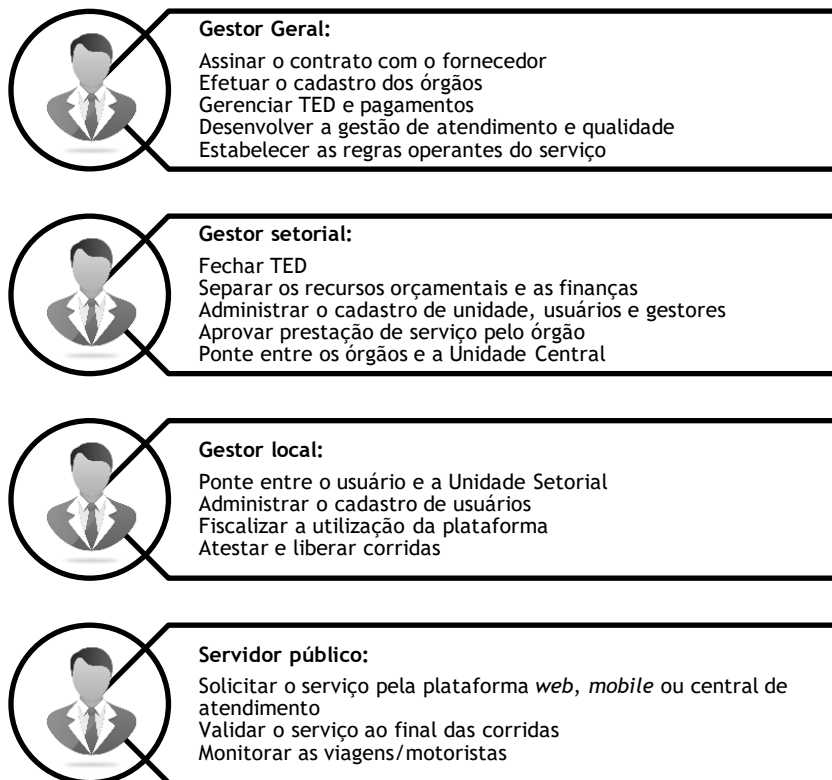 Gestor Geral:
Assinar o contrato com o fornecedor
Efetuar o cadastro dos órgãos
Gerenciar TED e pagamentos
Desenvolver a gestão de atendimento e qualidade
Estabelecer as regras operantes do serviço
Gestor setorial:
Fechar TED
Separar os recursos orçamentais e as finanças
Administrar o cadastro de unidade, usuários e gestores
Aprovar prestação de serviço pelo órgão
Ponte entre os órgãos e a Unidade Central
Gestor local:
Ponte entre o usuário e a Unidade Setorial
Administrar o cadastro de usuários
Fiscalizar a utilização da plataforma
Atestar e liberar corridas
Servidor público:
Solicitar o serviço pela plataforma web, mobile ou central de
atendimento
Validar o serviço ao final das corridas
Monitorar as viagens/motoristas